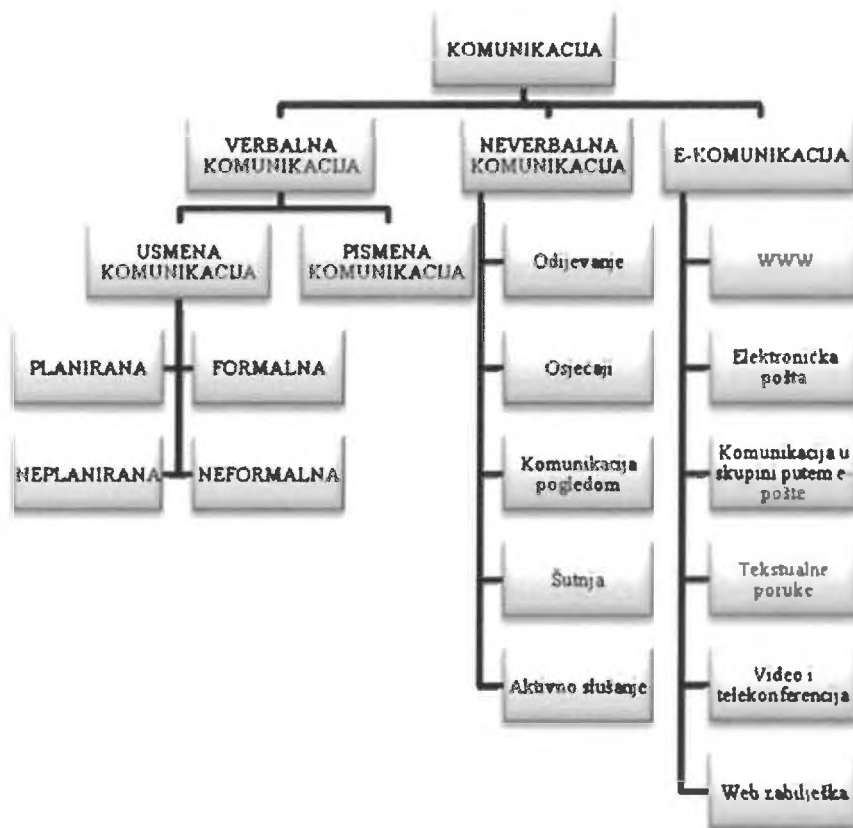 KOMUNIKACIJA
VERBALNA
KOMUNIKACIJA
NEVERBALNA
KOMUNIKACIJA
E-KOMUNIKACIJA
USMENA
KOMUNIKACIJA
PISMENA
KOMUNIKACIJA
PLANIRANA
FORMALNA
NEPLANIRANA
NEFORMALNA
Odijevanje
Osjećaji
Komunikacija
pogledom
Šutnja
Aktivno slušanje
WWW
Elektronička
pošta
Komunikacija u
skupini putem e-
pošte
Tekstualne
poruke
Video i
telekonferencija
Web zabilješka